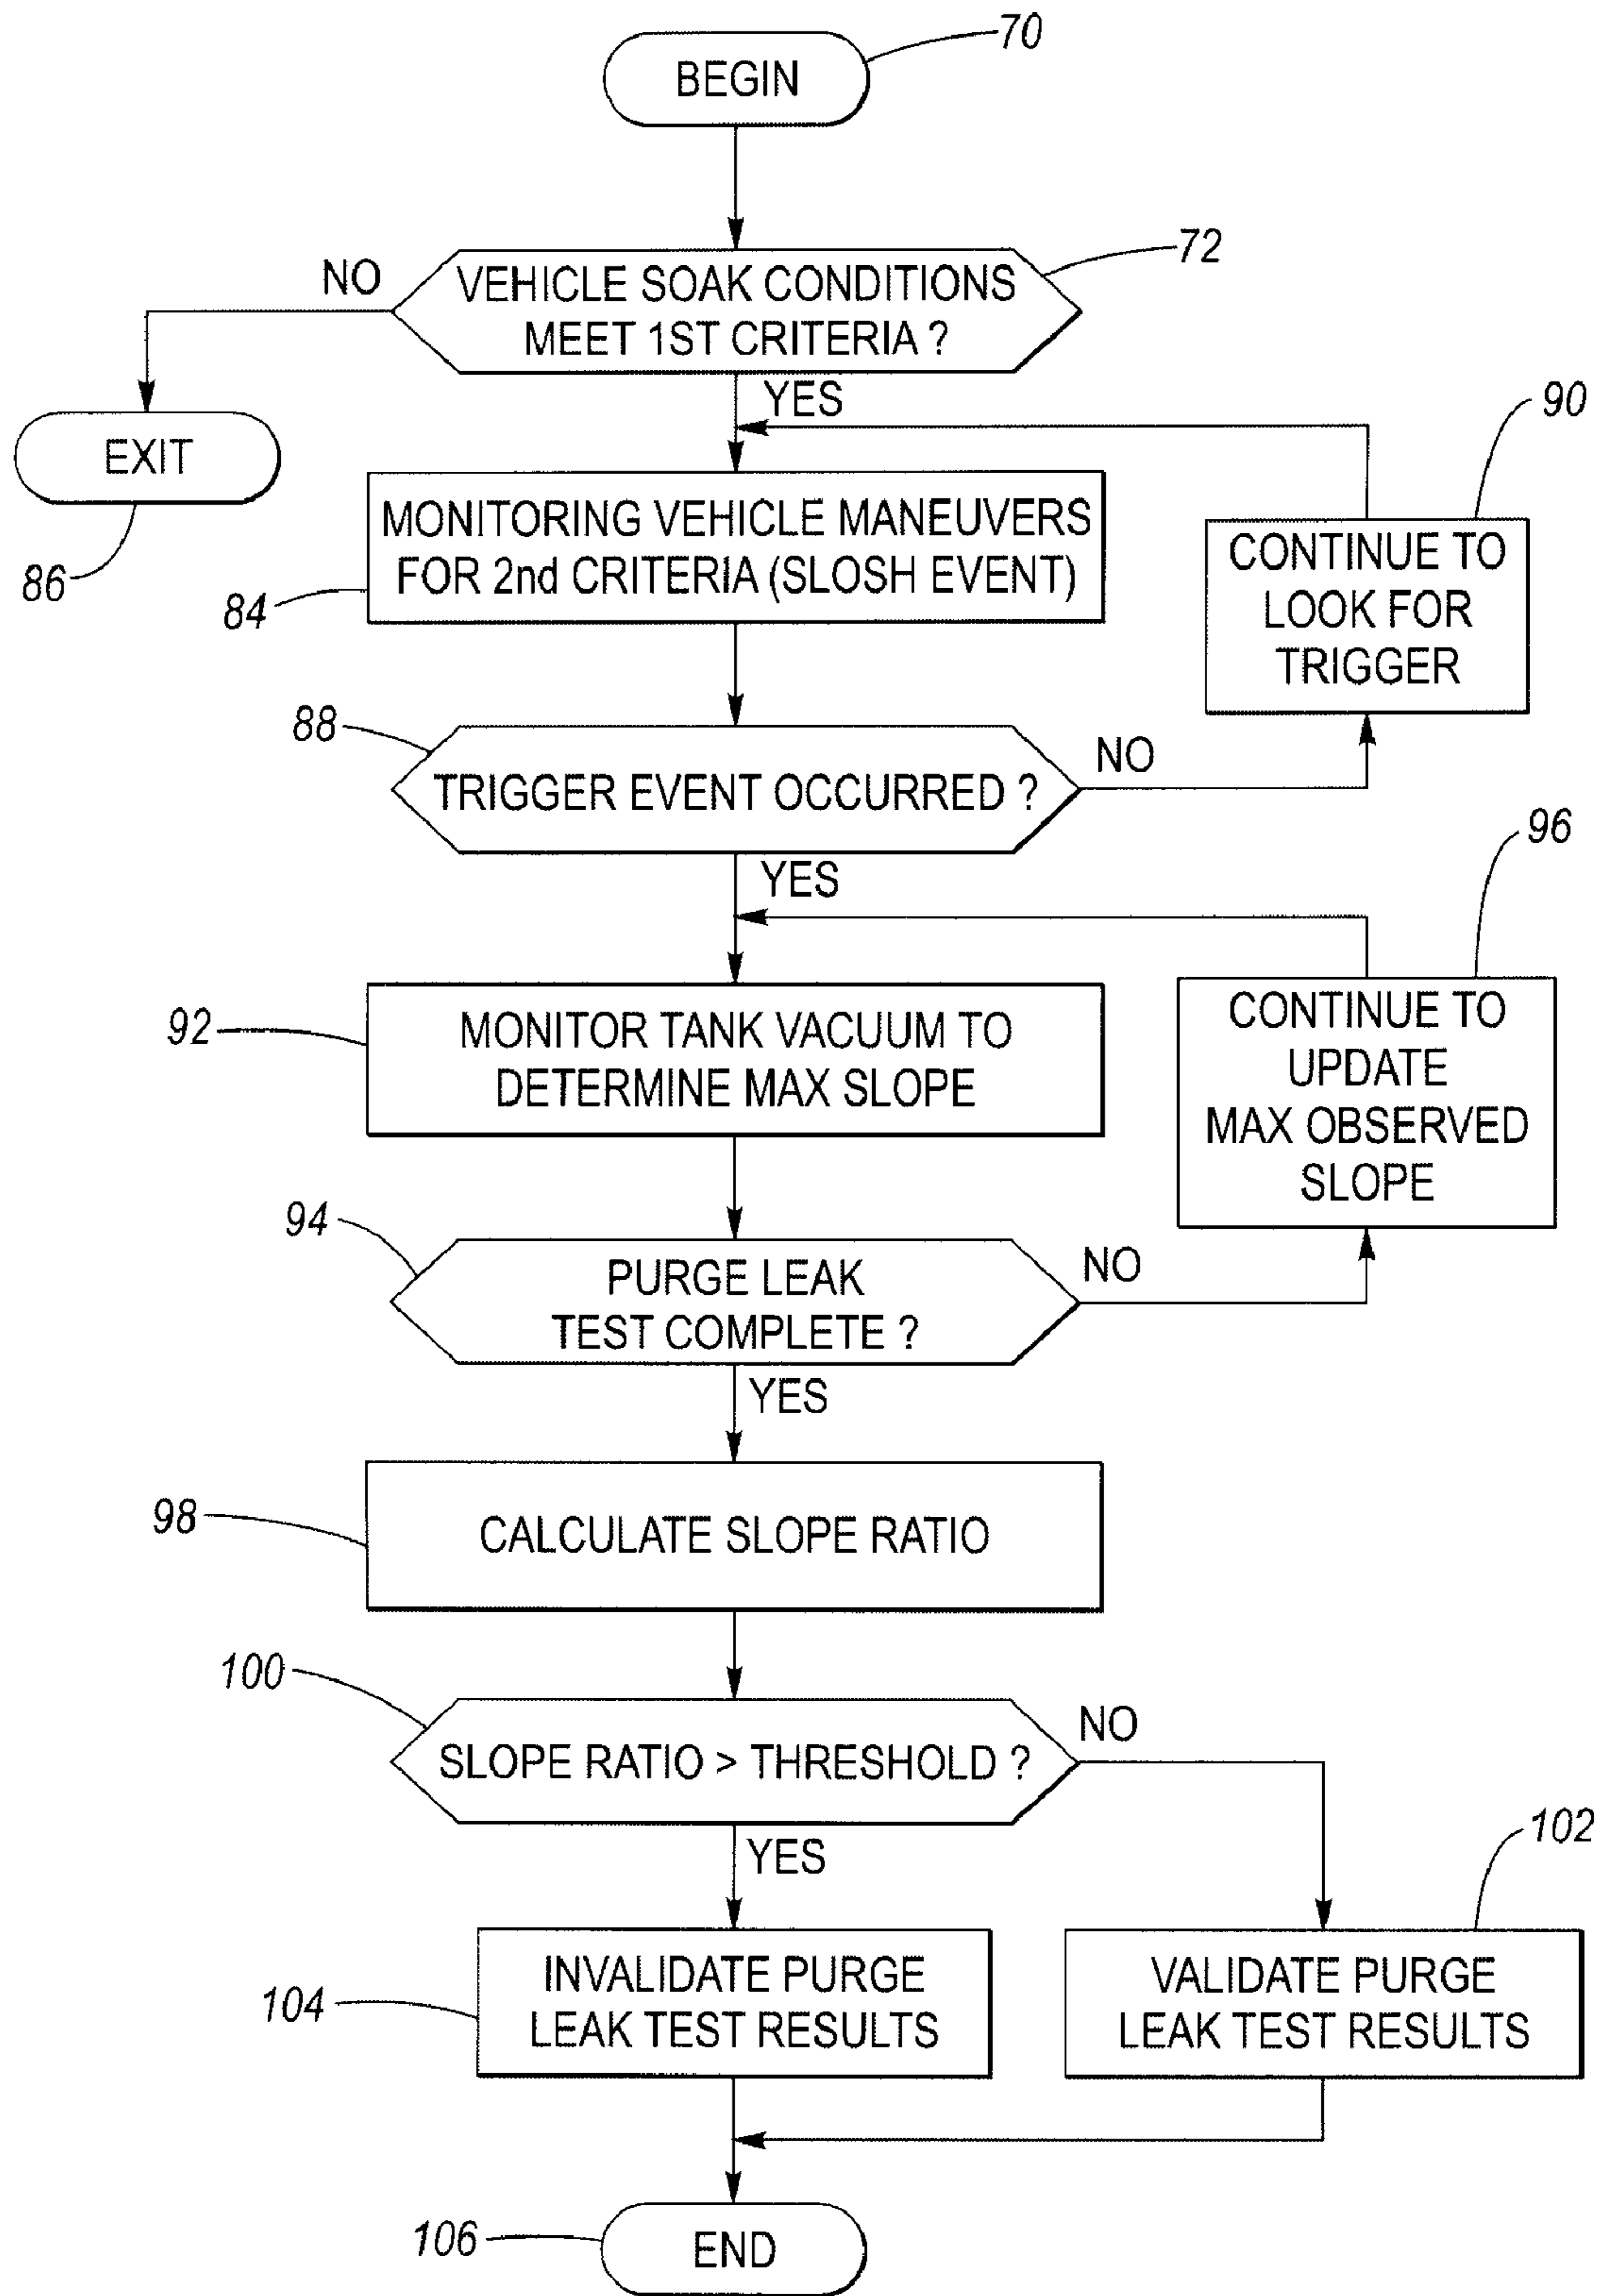 70
BEGIN
72
NO
VEHICLE SOAK CONDITIONS
MEET 1ST CRITERIA ?
YES
90
EXIT
86
MONITORING VEHICLE MANEUVERS
FOR 2nd CRITERIA (SLOSH EVENT)
84
CONTINUE TO
LOOK FOR
TRIGGER
88
TRIGGER EVENT OCCURRED ?
NO
YES
96
92
MONITOR TANK VACUUM TO
DETERMINE MAX SLOPE
CONTINUE TO
UPDATE
MAX OBSERVED
SLOPE
94
PURGE LEAK
TEST COMPLETE ?
NO
YES
98
CALCULATE SLOPE RATIO
100
SLOPE RATIO > THRESHOLD ?
NO
YES
102
INVALIDATE PURGE
LEAK TEST RESULTS
104
VALIDATE PURGE
LEAK TEST RESULTS
106
END